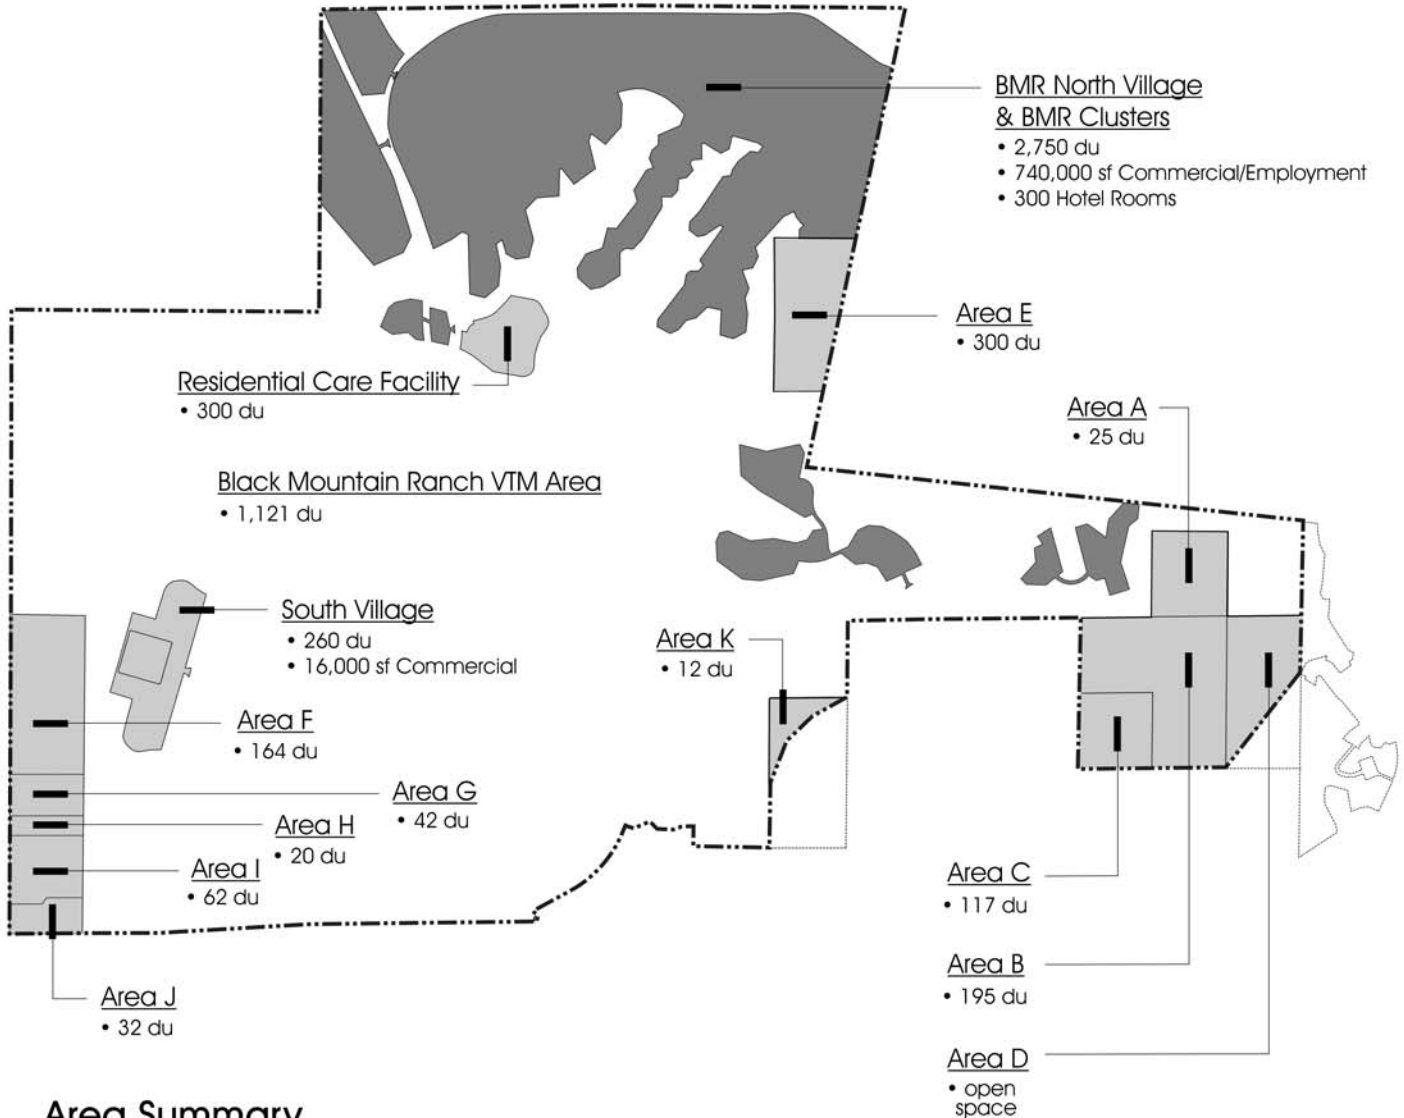 BMR North Village
& BMR Clusters
• 2,750 du
• 740,000 sf Commercial/Employment
• 300 Hotel Rooms
Area E
• 300 du
Residential Care Facility
• 300 du
Area A
• 25 du
Black Mountain Ranch VTM Area
• 1,121 du
South Village
• 260 du
• 16,000 sf Commercial
Area K
• 12 du
Area F
• 164 du
Area G
• 42 du
Area H
• 20 du
Area I
• 62 du
Area C
• 117 du
Area B
• 195 du
Area J
• 32 du
Area D
• open
space
Area Summary